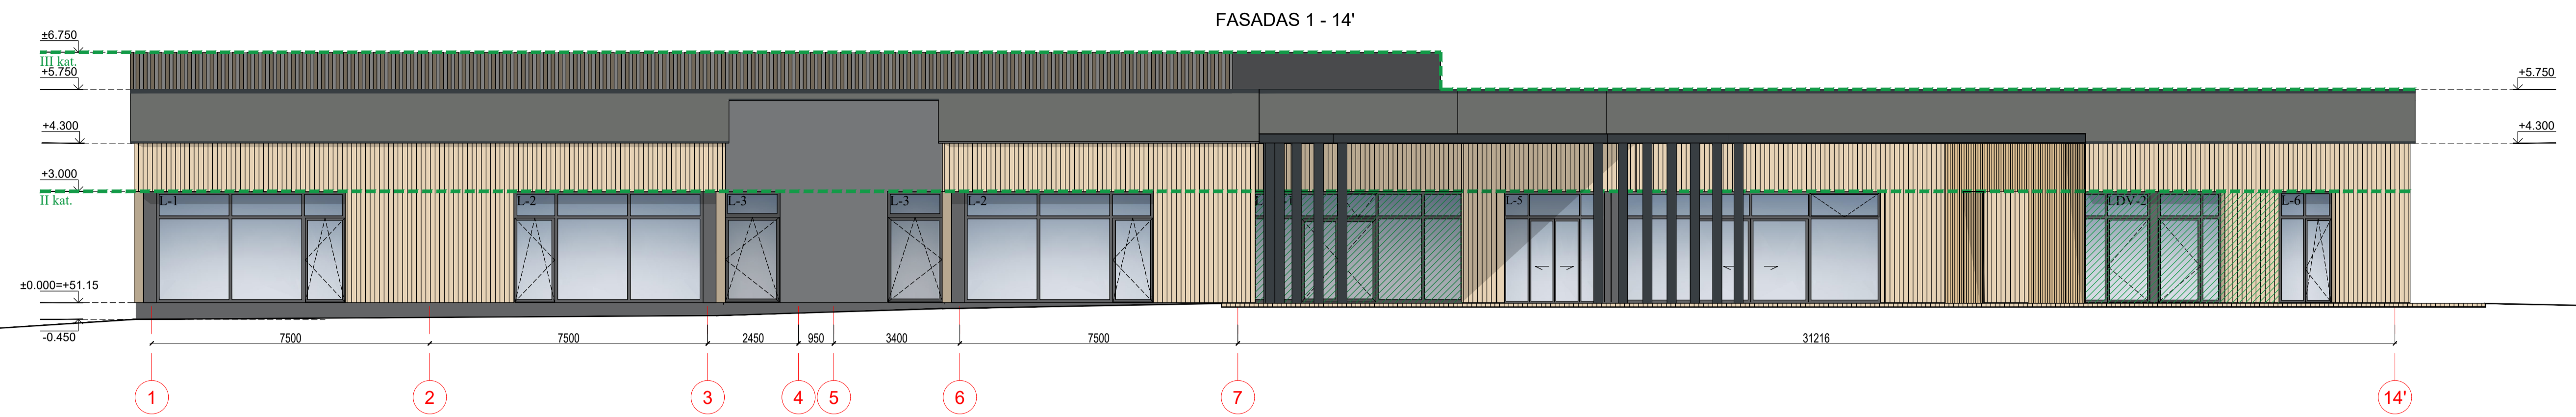 FASADAS 1 - 14'
±6.750
III kat.
+5.750
+5.750
+4.300
+4.300
+3.000
II kat.
L-1
L-2
L-3
L-3
L-2
L-5
LDV-2
L-6
±0.000=+51.15
-0.450
7500
7500
2450
950
3400
7500
31216
1
2
3
4
5
6
7
14'